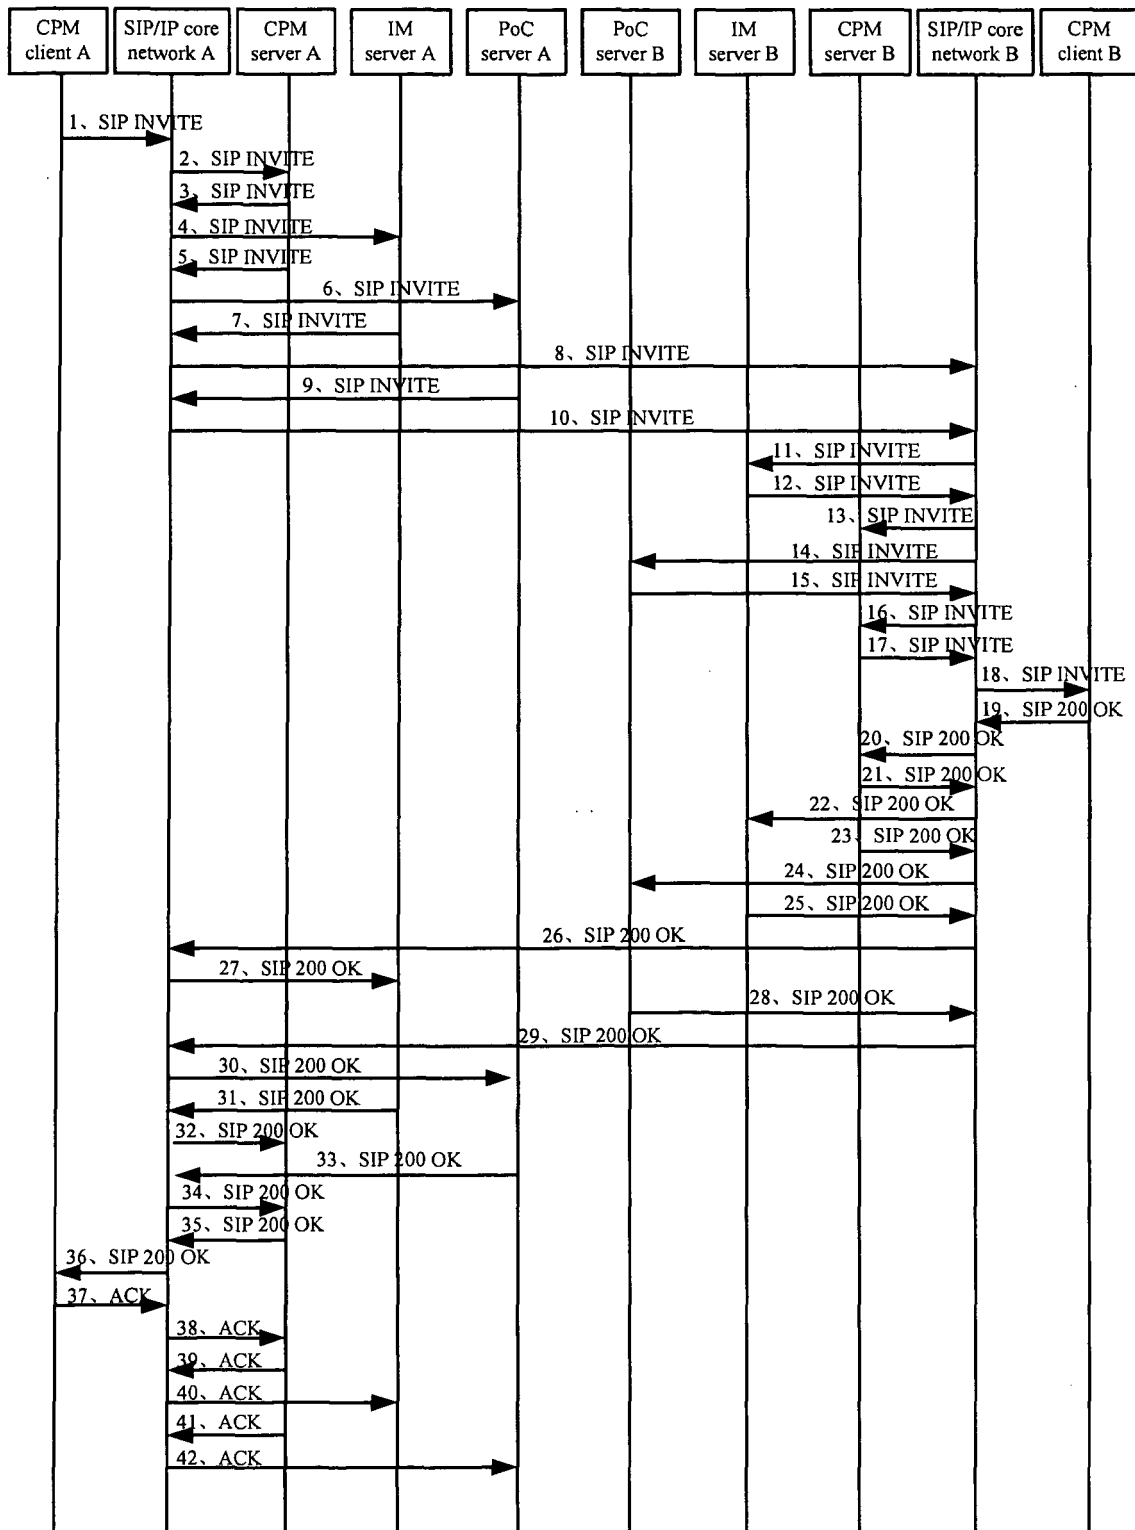 CPM
client A
SIP/IP core
network A
CPM
server A
IM
server A
PoC
server A
PoC
server B
IM
server B
CPM
server B
SIP/IP core
network B
CPM
client B
1、SIP INVITE
2、SIP INVITE
3、SIP INVITE
4、SIP INVITE
5、SIP INVITE
6、SIP INVITE
7、SIP INVITE
8、SIP INVITE
9、SIP INVITE
10、SIP INVITE
11、SIP INVITE
12、SIP INVITE
13、SIP INVITE
14、SIP INVITE
15、SIP INVITE
16、SIP INVITE
17、SIP INVITE
18、SIP INVITE
19、SIP 200 OK
20、SIP 200 OK
21、SIP 200 OK
22、SIP 200 OK
23、SIP 200 OK
24、SIP 200 OK
25、SIP 200 OK
26、SIP 200 OK
27、SIP 200 OK
28、SIP 200 OK
29、SIP 200 OK
30、SIP 200 OK
31、SIP 200 OK
32、SIP 200 OK
33、SIP 200 OK
34、SIP 200 OK
35、SIP 200 OK
36、SIP 200 OK
37、ACK
38、ACK
39、ACK
40、ACK
41、ACK
42、ACK